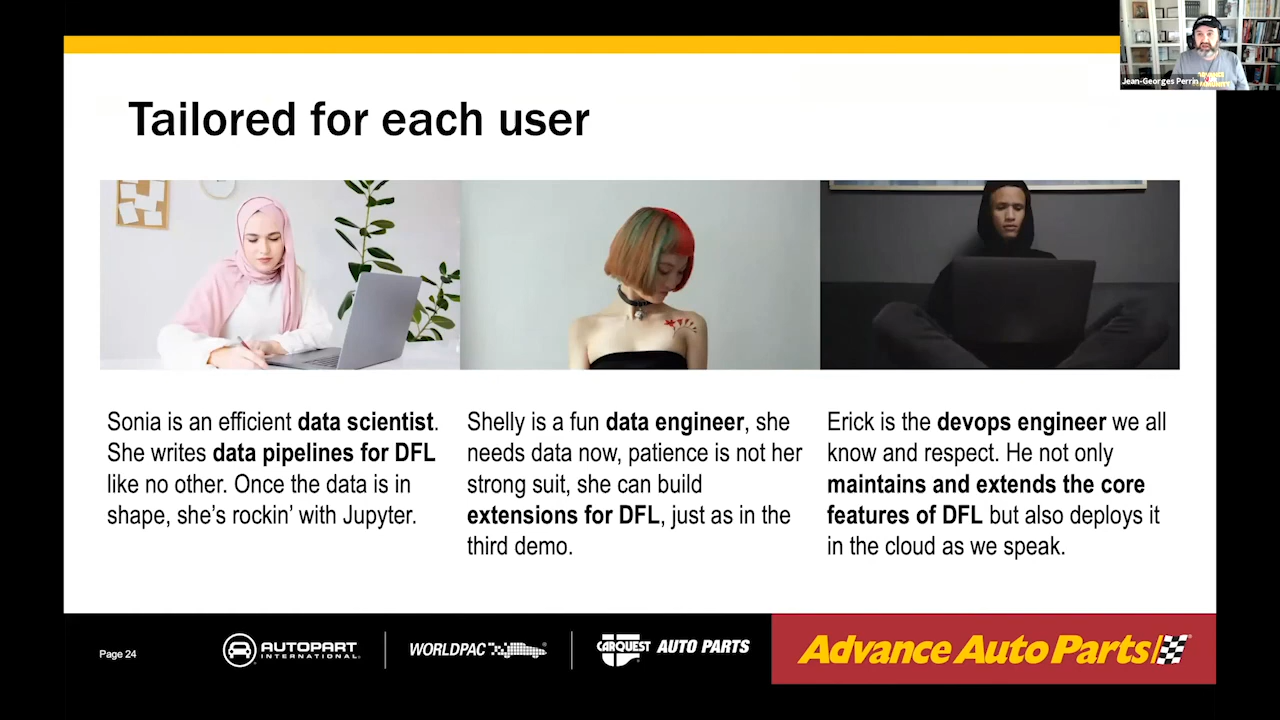 Jean-Georges Perrin
Tailored for each user
Sonia is an efficient data scientist.
She writes data pipelines for DFL
like no other. Once the data is in
shape, she’s rockin’ with Jupyter.
Shelly is a fun data engineer, she
needs data now, patience is not her
strong suit, she can build
extensions for DFL, just as in the
third demo.
Erick is the devops engineer we all
know and respect. He not only
maintains and extends the core
features of DFL but also deploys it
in the cloud as we speak.
Page 24
AUTOPART
INTERNATIONAL
WORLDPAC
CARQUEST AUTO PARTS
Advance Auto Parts